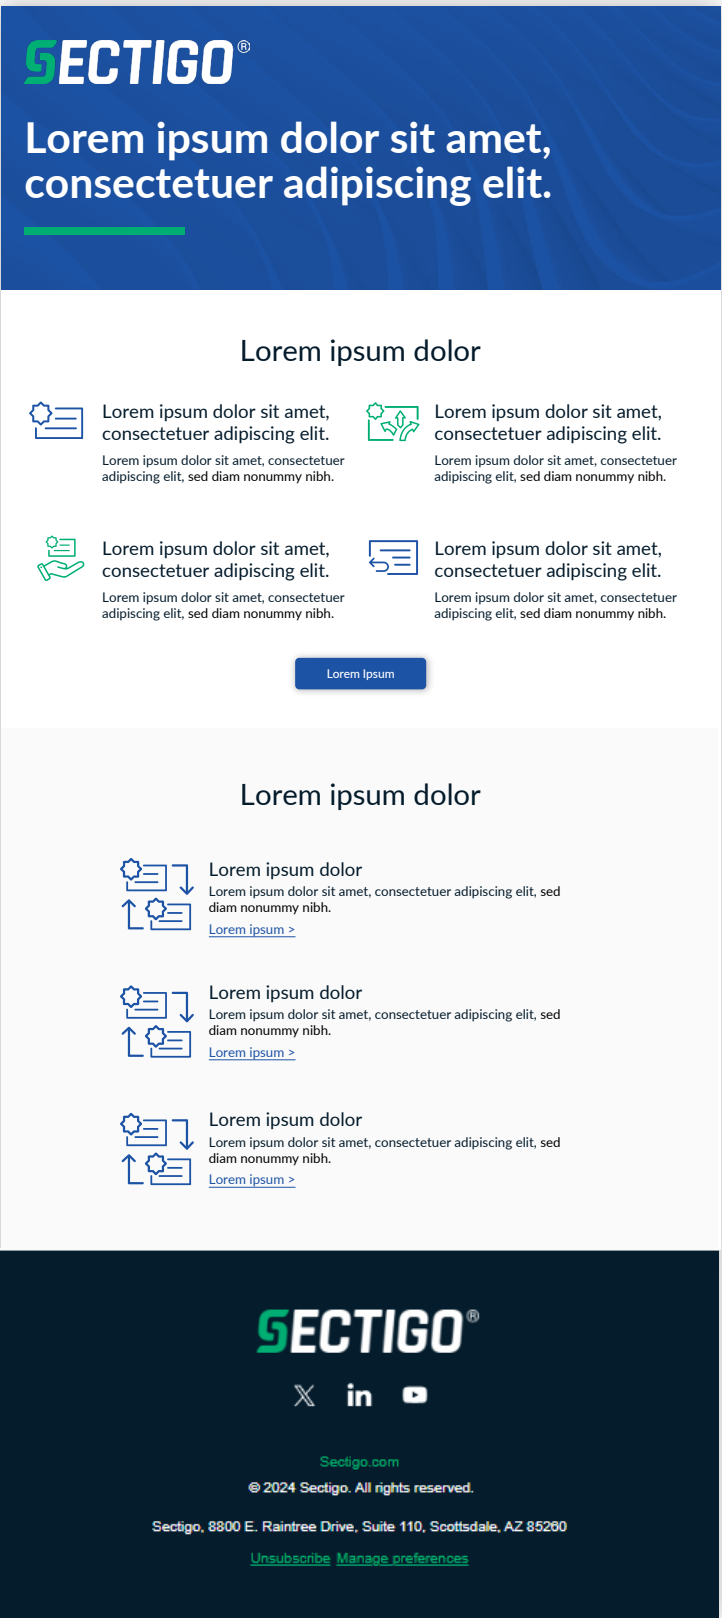 SECTIGO®
Lorem ipsum dolor sit amet,
consectetuer adipiscing elit.
Lorem ipsum dolor
Lorem ipsum dolor sit amet,
consectetuer adipiscing elit.
Lorem ipsum dolor sit amet, consectetuer
adipiscing elit, sed diam nonummy nibh.
Lorem ipsum dolor sit amet,
consectetuer adipiscing elit.
Lorem ipsum dolor sit amet, consectetuer
adipiscing elit, sed diam nonummy nibh.
Lorem ipsum dolor sit amet,
consectetuer adipiscing elit.
Lorem ipsum dolor sit amet, consectetuer
adipiscing elit, sed diam nonummy nibh.
Lorem ipsum dolor sit amet,
consectetuer adipiscing elit.
Lorem ipsum dolor sit amet, consectetuer
adipiscing elit, sed diam nonummy nibh.
Lorem Ipsum
Lorem ipsum dolor
Lorem ipsum dolor
Lorem ipsum dolor sit amet, consectetuer adipiscing elit, sed
diam nonummy nibh.
Lorem ipsum >
Lorem ipsum dolor
Lorem ipsum dolor sit amet, consectetuer adipiscing elit, sed
diam nonummy nibh.
Lorem ipsum >
Lorem ipsum dolor
Lorem ipsum dolor sit amet, consectetuer adipiscing elit, sed
diam nonummy nibh.
Lorem ipsum >
SECTIGO®
X in
Sectigo.com
© 2024 Sectigo. All rights reserved.
Sectigo, 8800 E. Raintree Drive, Suite 110, Scottsdale, AZ 85260
Unsubscribe Manage preferences